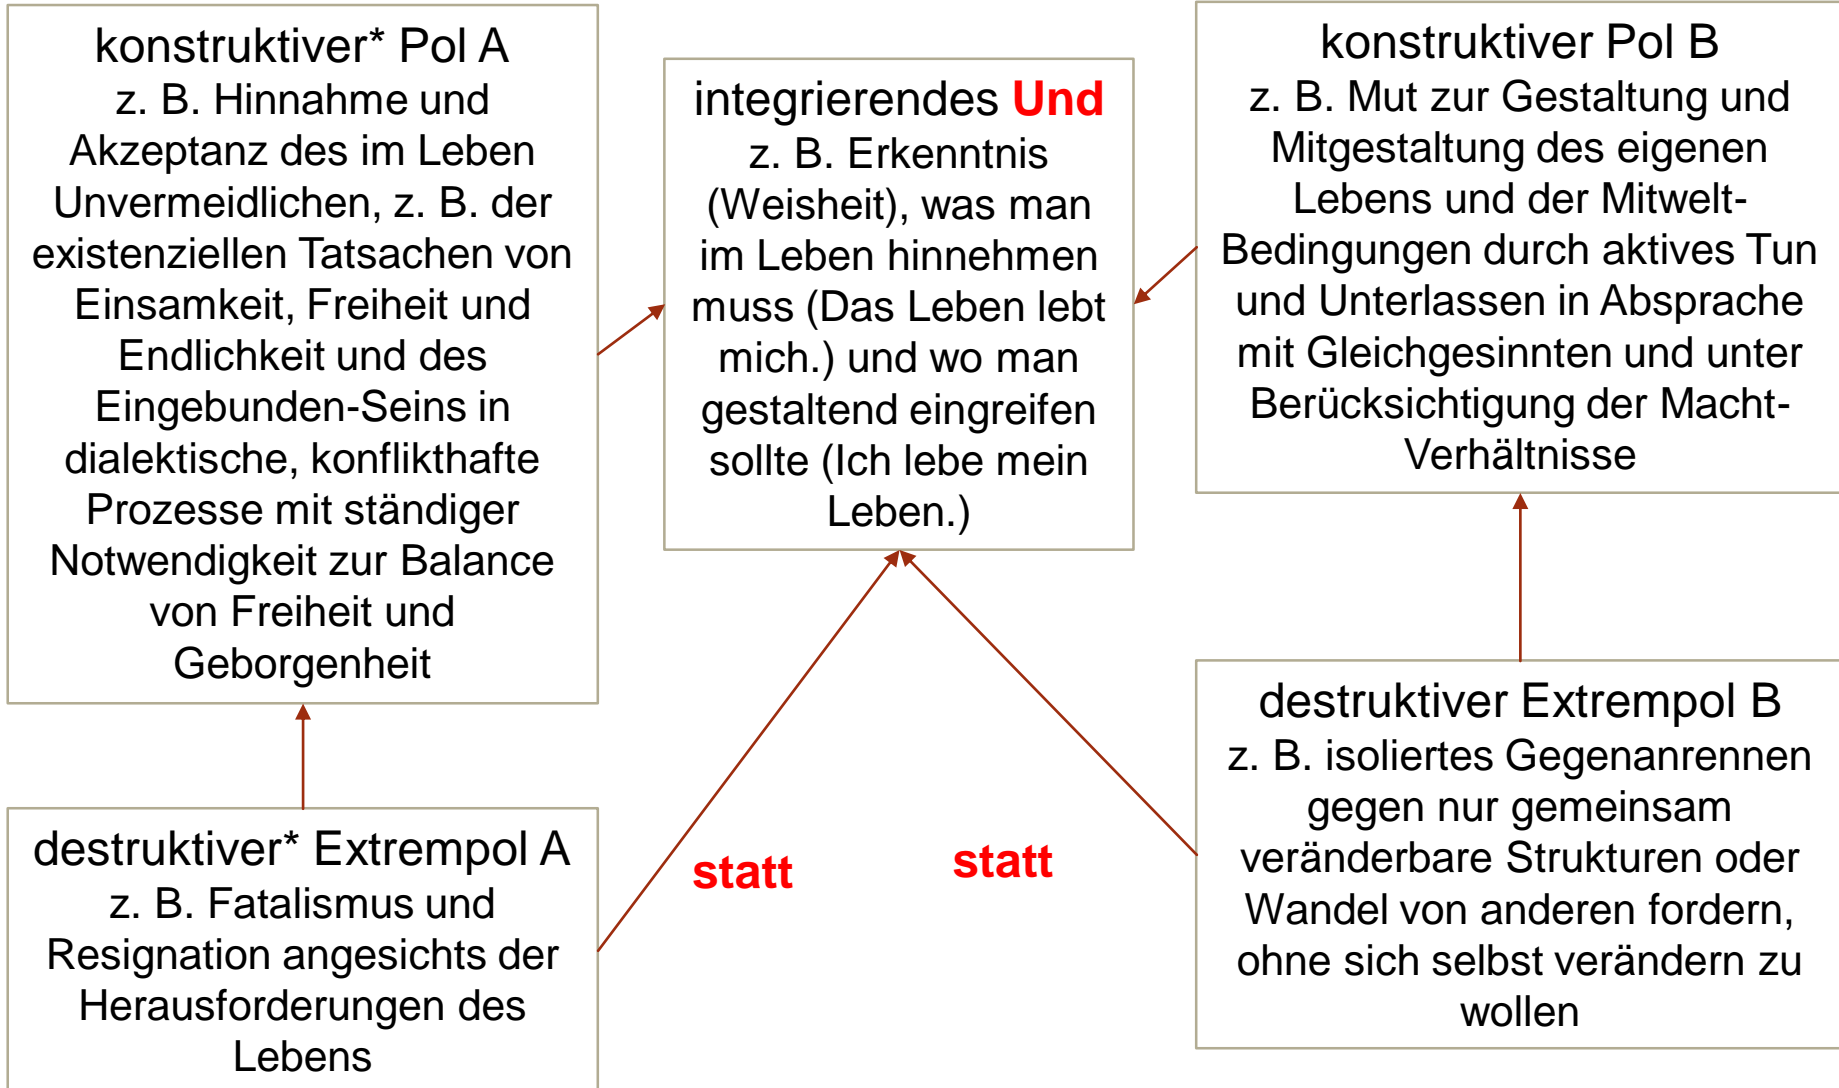 konstruktiver* Pol A
z. B. Hinnahme und
Akzeptanz des im Leben
Unvermeidlichen, z. B. der
existenziellen Tatsachen von
Einsamkeit, Freiheit und
Endlichkeit und des
Eingebunden-Seins in
dialektische, konflikthafte
Prozesse mit ständiger
Notwendigkeit zur Balance
von Freiheit und
Geborgenheit
integrierendes Und
z. B. Erkenntnis
(Weisheit), was man
im Leben hinnehmen
muss (Das Leben lebt
mich.) und wo man
gestaltend eingreifen
sollte (Ich lebe mein
Leben.)
konstruktiver Pol B
z. B. Mut zur Gestaltung und
Mitgestaltung des eigenen
Lebens und der Mitwelt-
Bedingungen durch aktives Tun
und Unterlassen in Absprache
mit Gleichgesinnten und unter
Berücksichtigung der Macht-
Verhältnisse
destruktiver* Extrempol A
z. B. Fatalismus und
Resignation angesichts der
Herausforderungen des
Lebens
statt
statt
destruktiver Extrempol B
z. B. isoliertes Gegenanrennen
gegen nur gemeinsam
veränderbare Strukturen oder
Wandel von anderen fordern,
ohne sich selbst verändern zu
wollen